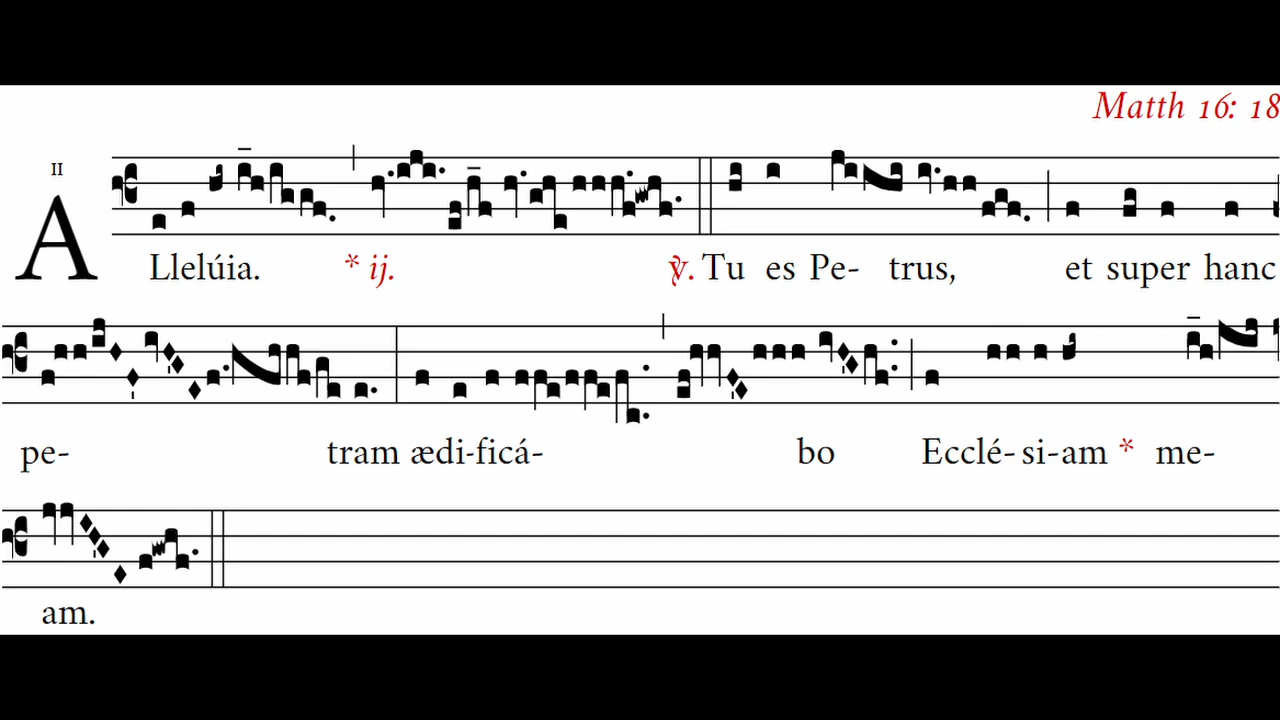 Matth 16: 18
II
ALlelúia. * ij. ℣. Tu es Pe- trus, et super hanc
pe- tram ædi-ficá- bo Ecclé- si-am * me-
am.